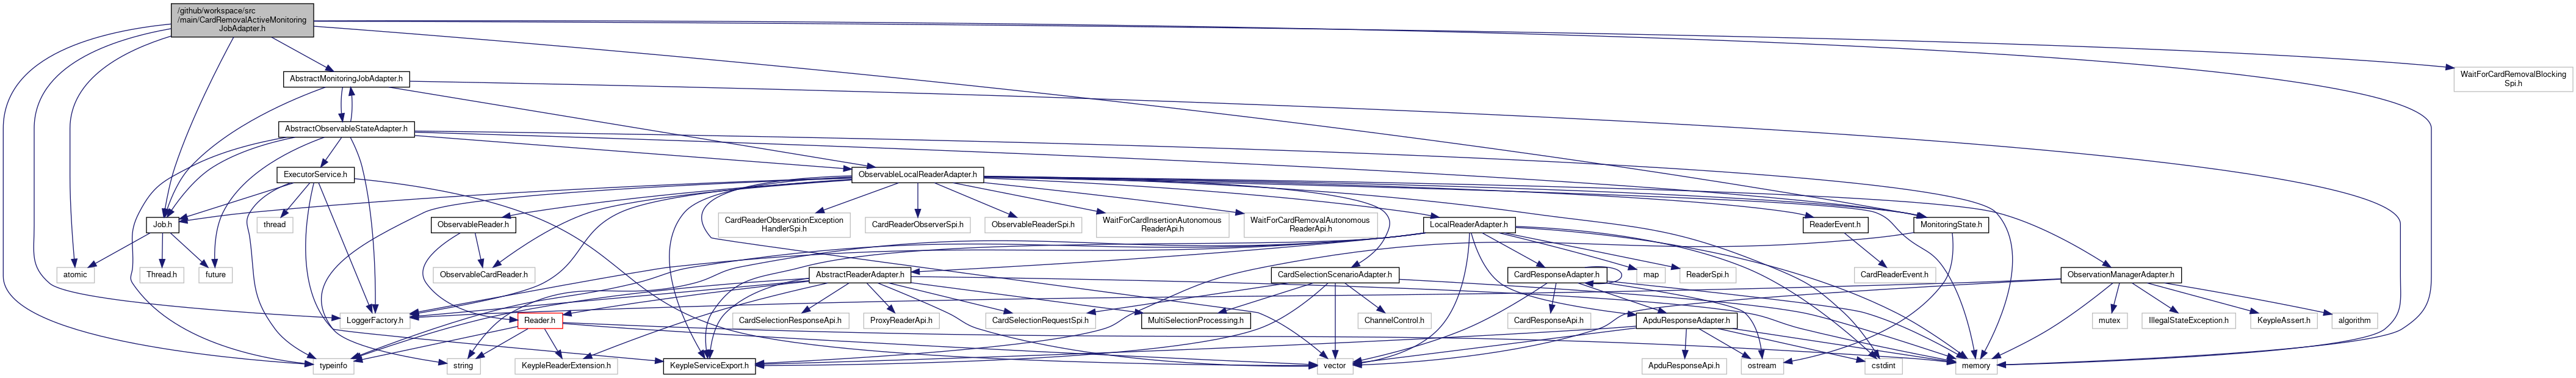 /github/workspace/src
/main/CardRemovalActiveMonitoring
JobAdapter.h
AbstractMonitoringJobAdapter.h
WaitForCardRemovalBlocking
Spi.h
AbstractObservableStateAdapter.h
ExecutorService.h
ObservableLocalReaderAdapter.h
Job.h
thread
ObservableReader.h
CardReaderObservationException
HandlerSpi.h
CardReaderObserverSpi.h
ObservableReaderSpi.h
WaitForCardInsertionAutonomous
ReaderApi.h
WaitForCardRemovalAutonomous
ReaderApi.h
LocalReaderAdapter.h
ReaderEvent.h
MonitoringState.h
atomic
Thread.h
future
ObservableCardReader.h
AbstractReaderAdapter.h
CardSelectionScenarioAdapter.h
CardResponseAdapter.h
map
ReaderSpi.h
CardReaderEvent.h
ObservationManagerAdapter.h
LoggerFactory.h
Reader.h
CardSelectionResponseApi.h
ProxyReaderApi.h
CardSelectionRequestSpi.h
MultiSelectionProcessing.h
ChannelControl.h
CardResponseApi.h
ApduResponseAdapter.h
mutex
IllegalStateException.h
KeypleAssert.h
algorithm
typeinfo
string
KeypleReaderExtension.h
KeypleServiceExport.h
vector
ApduResponseApi.h
ostream
cstdint
memory